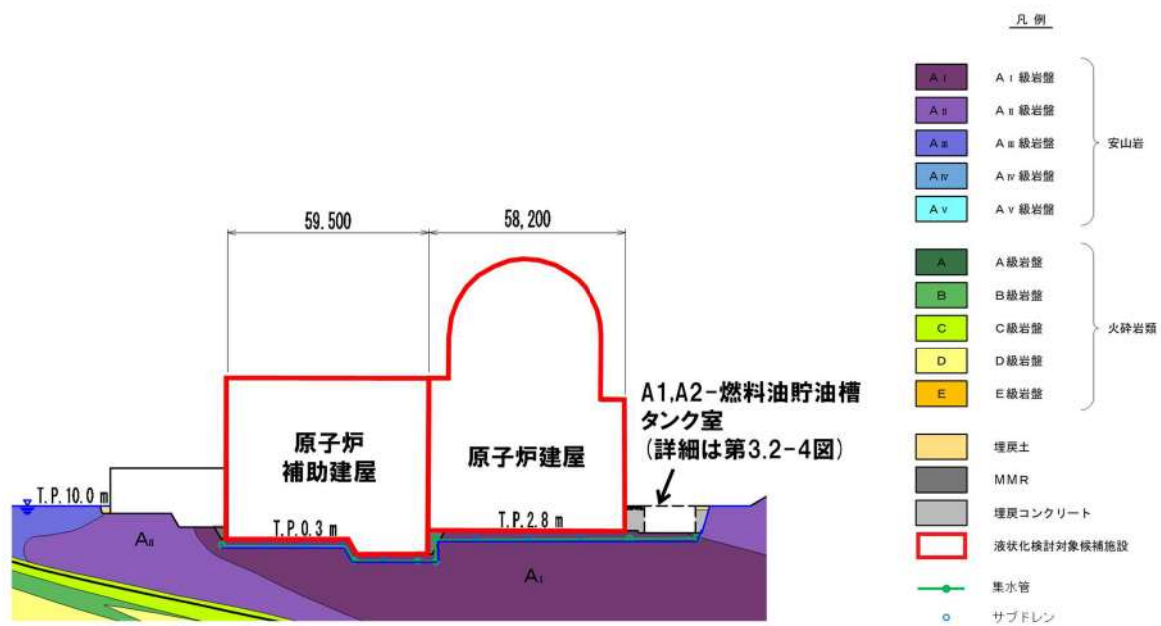 凡 例
AⅠ AⅠ級岩盤
AⅡ AⅡ級岩盤
AⅢ AⅢ級岩盤
AⅣ AⅣ級岩盤
AⅤ AⅤ級岩盤
安山岩
A A級岩盤
B B級岩盤
C C級岩盤
D D級岩盤
E E級岩盤
火砕岩類
埋戻土
MMR
埋戻コンクリート
液状化検討対象候補施設
集水管
サブドレン
59.500
58,200
A1,A2-燃料油貯油槽
タンク室
(詳細は第3.2-4図)
原子炉
補助建屋
原子炉建屋
T.P.10.0 m
T.P.0.3 m
T.P.2.8 m
AⅡ
AⅠ